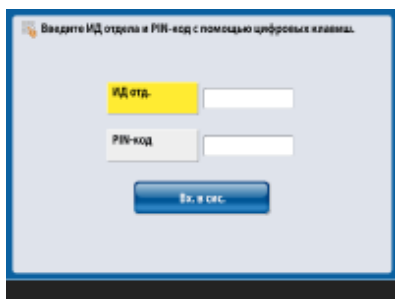 Введите ИД отдела и PIN-код с помощью цифровых клавиш.
ИД отд.
PIN-код
Вх. в сис.